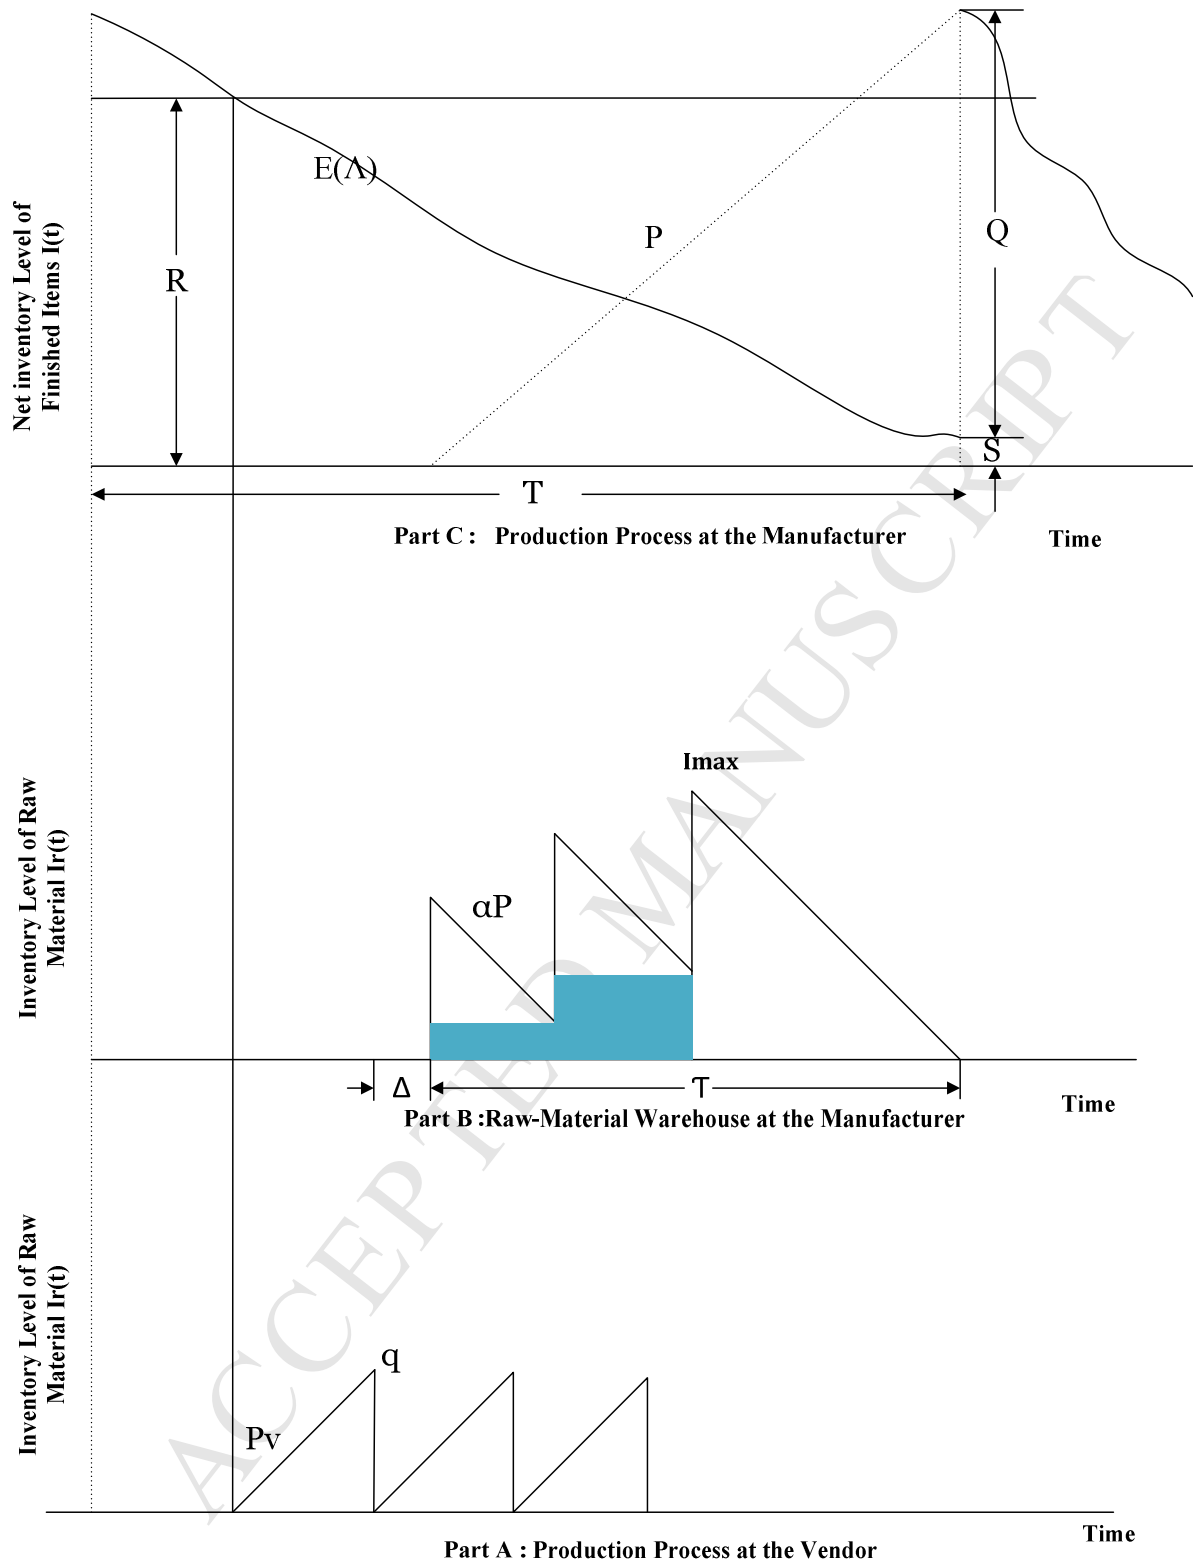 Net inventory Level of
Finished Items I(t)
E(Λ)
P
R
Q
S
T
Part C : Production Process at the Manufacturer
Time
Inventory Level of Raw
Material Ir(t)
Imax
αP
Δ
T
Part B :Raw-Material Warehouse at the Manufacturer
Time
Inventory Level of Raw
Material Ir(t)
q
Pv
Time
Part A : Production Process at the Vendor
ACCEPTED MANUSCRIPT